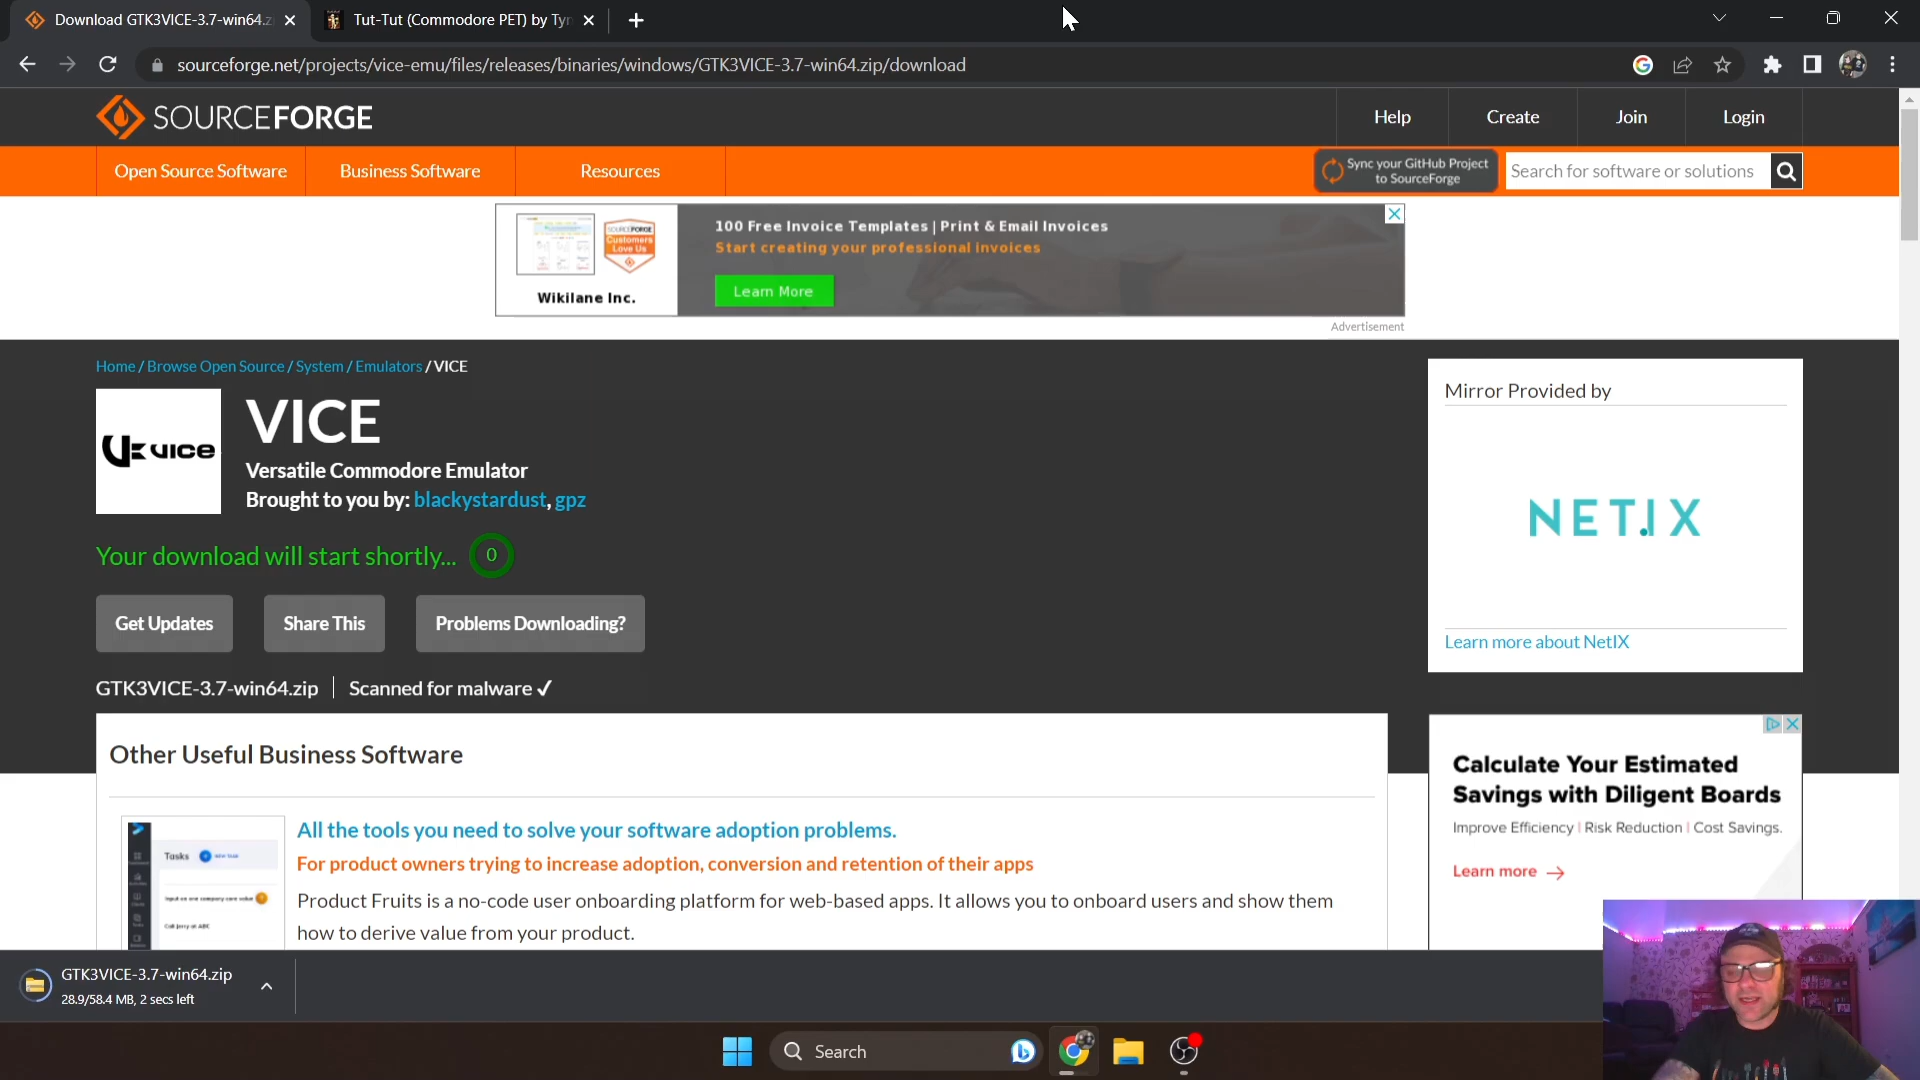 Download GTK3VICE-3.7-win64.z
Tut-Tut (Commodore PET) by Tyn
sourceforge.net/projects/vice-emu/files/releases/binaries/windows/GTK3VICE-3.7-win64.zip/download
SOURCEFORGE
Help
Create
Join
Login
Open Source Software
Business Software
Resources
Sync your GitHub Project
to SourceForge
Search for software or solutions
SOURCEFORGE
Customers
Love Us
Wikilane Inc.
100 Free Invoice Templates | Print & Email Invoices
Start creating your professional invoices
Learn More
Advertisement
Home / Browse Open Source / System / Emulators / VICE
VICE
VICE
Versatile Commodore Emulator
Brought to you by: blackystardust, gpz
Your download will start shortly... 0
Get Updates
Share This
Problems Downloading?
GTK3VICE-3.7-win64.zip
Scanned for malware ✓
Mirror Provided by
NETIX
Learn more about NetIX
Other Useful Business Software
Tasks
NEW TASK
All the tools you need to solve your software adoption problems.
For product owners trying to increase adoption, conversion and retention of their apps
Product Fruits is a no-code user onboarding platform for web-based apps. It allows you to onboard users and show them
how to derive value from your product.
Calculate Your Estimated
Savings with Diligent Boards
Improve Efficiency | Risk Reduction | Cost Savings.
Learn more →
GTK3VICE-3.7-win64.zip
28.9/58.4 MB, 2 secs left
Search